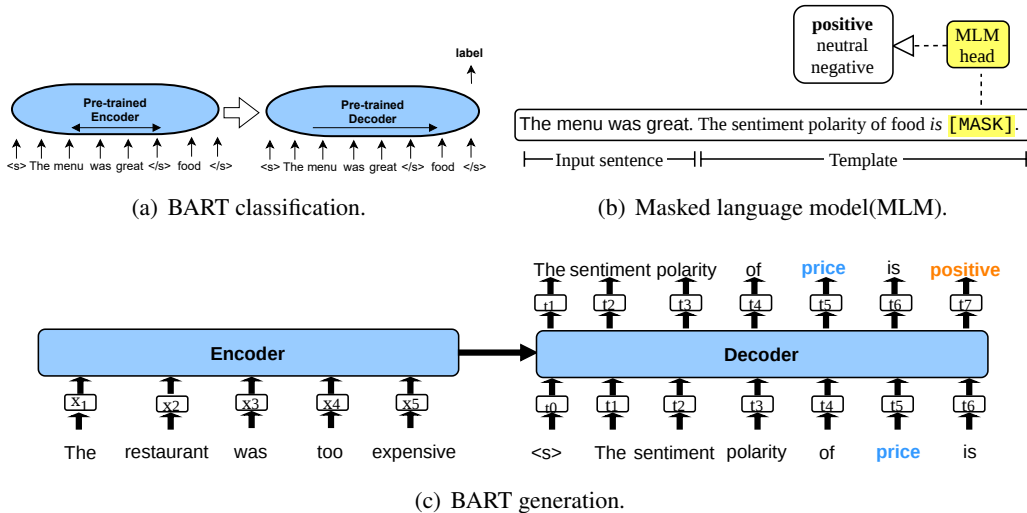 label
Pre-trained
Encoder
Pre-trained
Decoder
<s> The menu was great </s> food </s>
<s> The menu was great </s> food </s>
(a) BART classification.
positive
neutral
negative
MLM
head
The menu was great. The sentiment polarity of food is [MASK].
Input sentence
Template
(b) Masked language model(MLM).
The sentiment polarity of price is positive
t1 t2 t3 t4 t5 t6 t7
Encoder
Decoder
x1 x2 x3 x4 x5
t0 t1 t2 t3 t4 t5 t6
The restaurant was too expensive
<s> The sentiment polarity of price is
(c) BART generation.